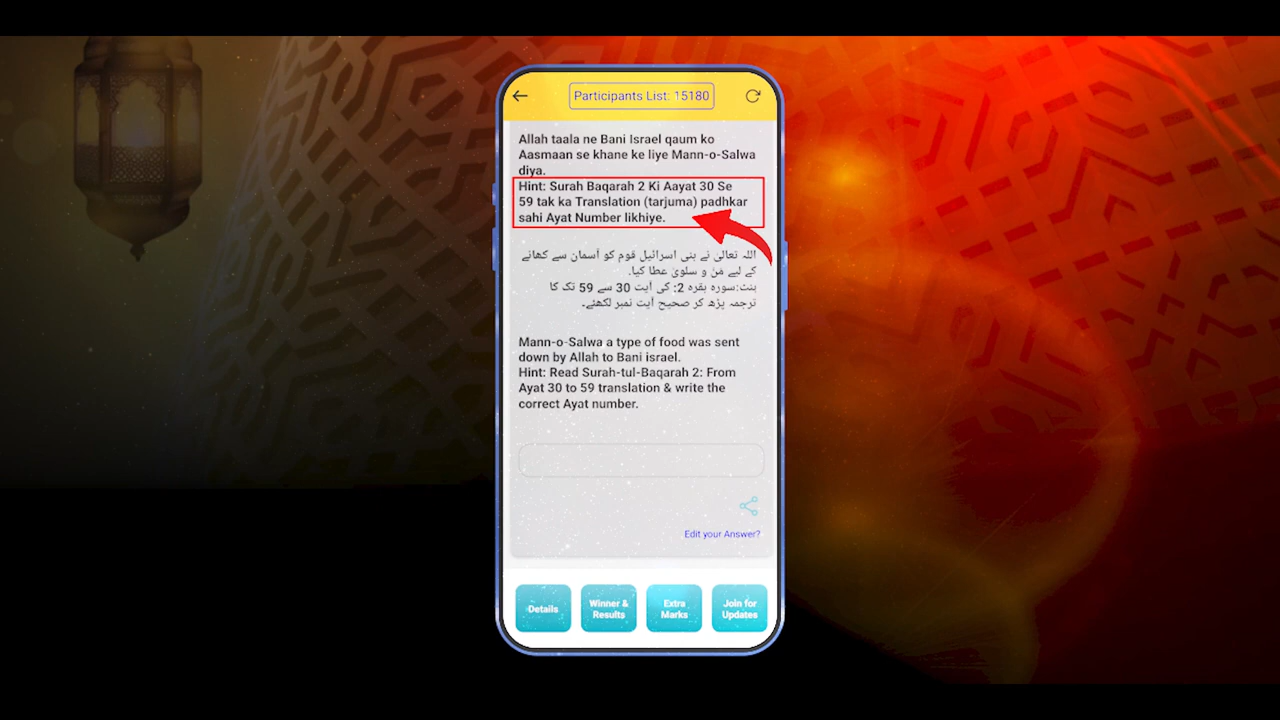 Participants List: 15180
Allah taala ne Bani Israel qaum ko
Aasmaan se khane ke liye Mann-o-Salwa
diya.
Hint: Surah Baqarah 2 Ki Aayat 30 Se
59 tak ka Translation (tarjuma) padhkar
sahi Ayat Number likhiye.
اللہ تعالیٰ نے بنی اسرائیل قوم کو آسمان سے کھانے
کے لیے مَنّ و سلویٰ عطا کیا.
ہنٹ:سورہ بقرہ 2: کی آیت 30 سے 59 تک کا
ترجمہ پڑھ کر صحیح آیت نمبر لکھئے۔
Mann-o-Salwa a type of food was sent
down by Allah to Bani israel.
Hint: Read Surah-tul-Baqarah 2: From
Ayat 30 to 59 translation & write the
correct Ayat number.
Edit your Answer?
Details
Winner &
Results
Extra
Marks
Join for
Updates